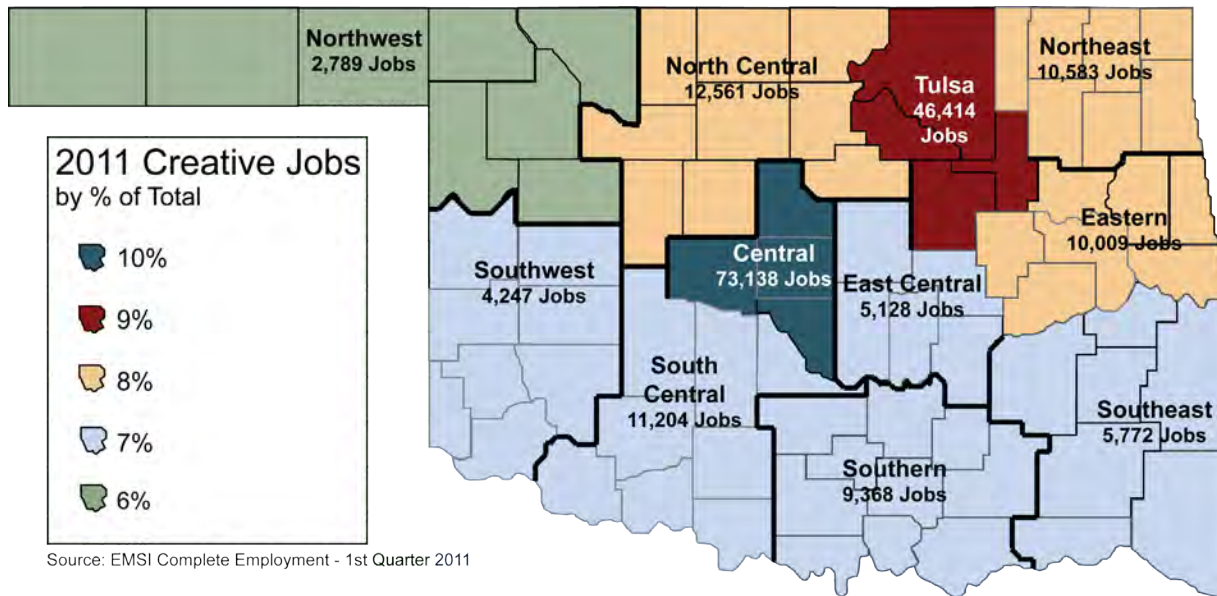 Northwest
2,789 Jobs
North Central
12,561 Jobs
Tulsa
46,414
Jobs
Northeast
10,583 Jobs
2011 Creative Jobs
by % of Total
10%
9%
8%
7%
6%
Eastern
10,009 Jobs
Central
73,138 Jobs
Southwest
4,247 Jobs
East Central
5,128 Jobs
South
Central
11,204 Jobs
Southeast
5,772 Jobs
Southern
9,368 Jobs
Source: EMSI Complete Employment - 1st Quarter 2011